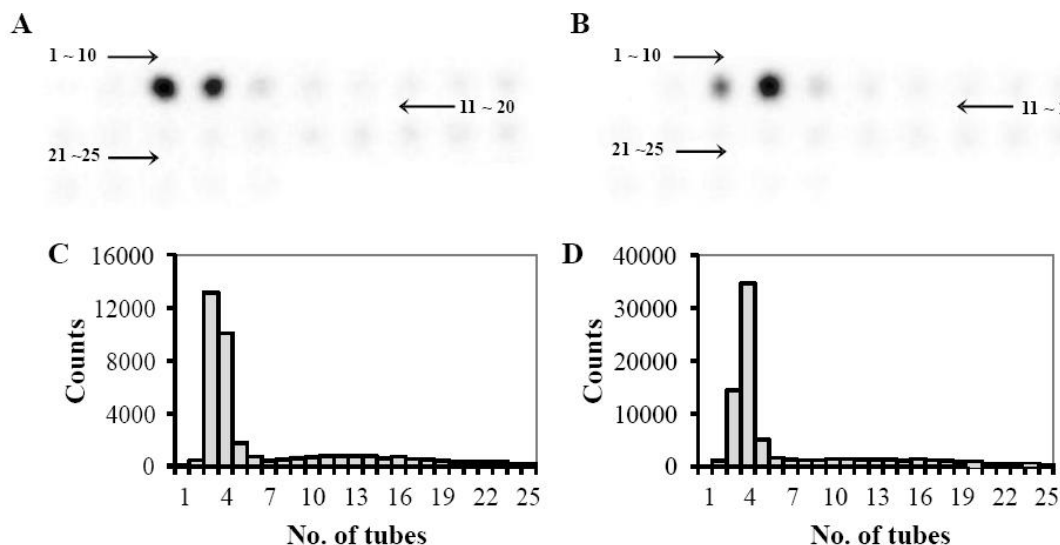 A
1 ~ 10
11 ~ 20
21 ~25
B
1 ~ 10
11 ~
21 ~ 25
C
16000
12000
8000
4000
0
Counts
1 4 7 10 13 16 19 22 25
No. of tubes
D
40000
30000
20000
10000
0
Counts
1 4 7 10 13 16 19 22 25
No. of tubes